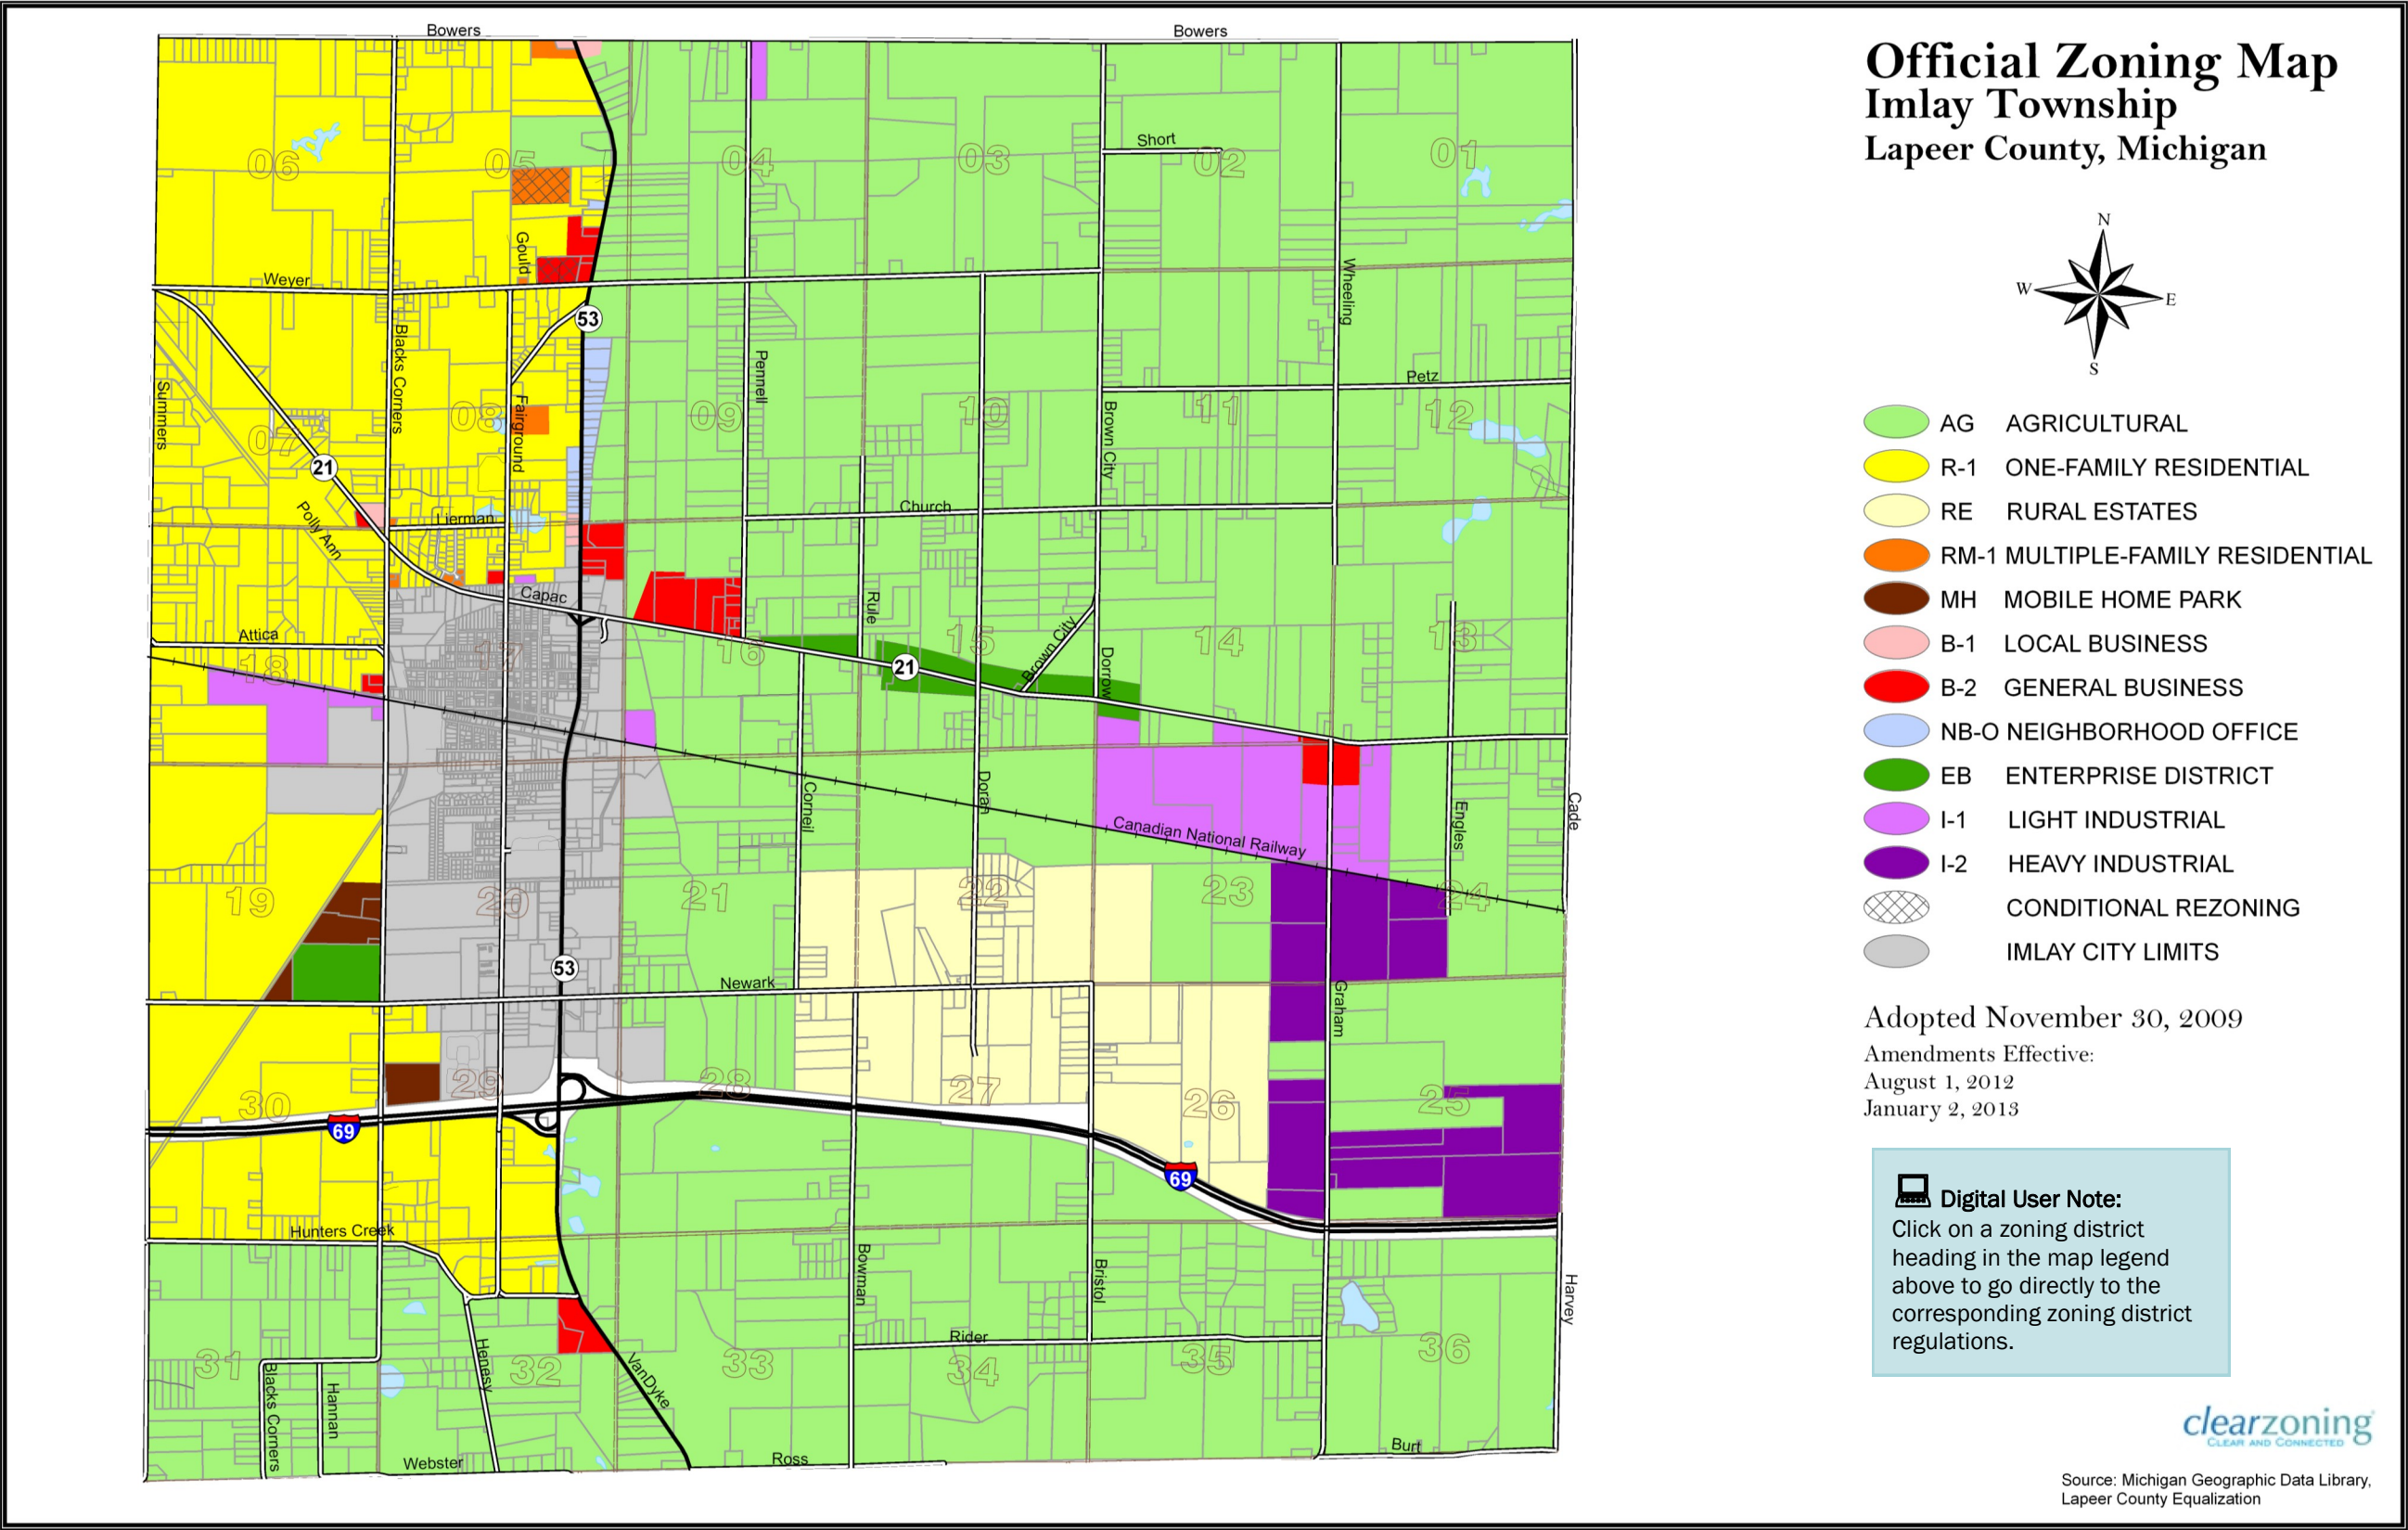 Official Zoning Map
Imlay Township
Lapeer County, Michigan
N
W
E
S
AG AGRICULTURAL
R-1 ONE-FAMILY RESIDENTIAL
RE RURAL ESTATES
RM-1 MULTIPLE-FAMILY RESIDENTIAL
MH MOBILE HOME PARK
B-1 LOCAL BUSINESS
B-2 GENERAL BUSINESS
NB-O NEIGHBORHOOD OFFICE
EB ENTERPRISE DISTRICT
I-1 LIGHT INDUSTRIAL
I-2 HEAVY INDUSTRIAL
CONDITIONAL REZONING
IMLAY CITY LIMITS
Adopted November 30, 2009
Amendments Effective:
August 1, 2012
January 2, 2013
Digital User Note:
Click on a zoning district
heading in the map legend
above to go directly to the
corresponding zoning district
regulations.
clearzoning
CLEAR AND CONNECTED
Source: Michigan Geographic Data Library,
Lapeer County Equalization
Bowers
Bowers
06
05
04
03
02
01
Short
Gould
Weyer
53
Wheeling
Blacks Corners
Summers
Pennell
Petz
07
08
09
10
11
12
Fairground
Brown City
21
Polly Ann
Lierman
Church
Capac
Rule
Attica
18
17
16
15
14
13
21
Brown City
Dorrow
Corneil
Doran
Canadian National Railway
Engles
Cade
19
20
21
22
23
24
53
Newark
Graham
30
29
28
27
26
25
69
69
Hunters Creek
Bowman
Bristol
Harvey
Rider
31
32
33
34
35
36
Henesy
VanDyke
Blacks Corners
Hannan
Webster
Ross
Burt